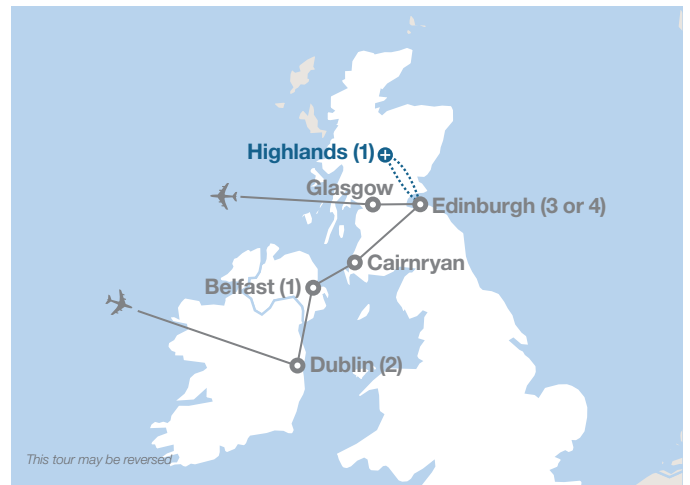 Highlands (1)
Glasgow
Edinburgh (3 or 4)
Cairnryan
Belfast (1)
Dublin (2)
This tour may be reversed